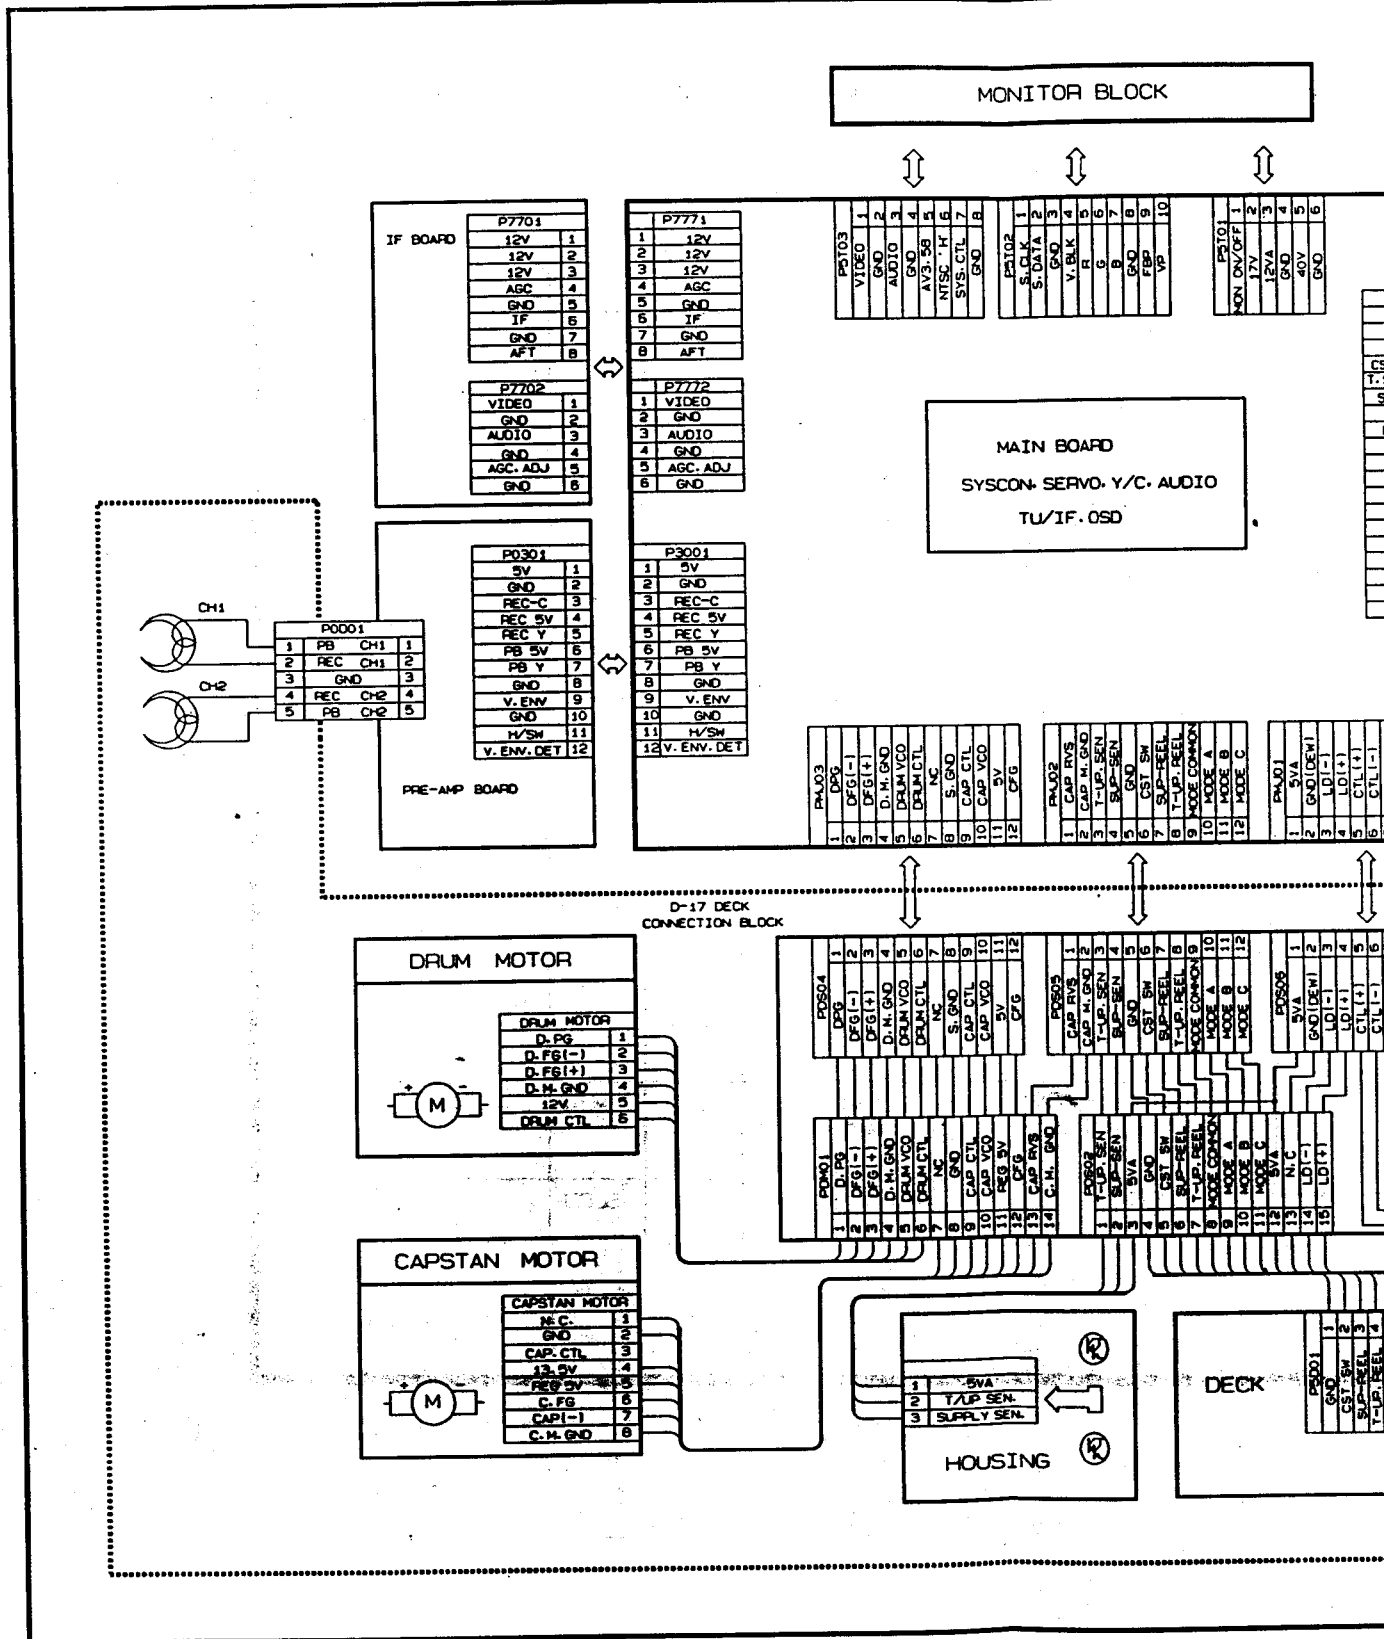 MONITOR BLOCK
P5T03
1 VIDEO
2 GND
3 AUDIO
4 GND
5 AV3.58
6 NTSC 'H'
7 SYS. CTL
8 GND
P5T02
1 S. CLK
2 S. DATA
3 GND
4 V. BLK
5 R
6 G
7 B
8 GND
9 FBP
10 VP
P5T01
1 MON ON/OFF
2 17V
3 12VA
4 GND
5 40V
6 GND
IF BOARD
P7701
12V 1
12V 2
12V 3
AGC 4
GND 5
IF 6
GND 7
AFT 8
P7771
1 12V
2 12V
3 12V
4 AGC
5 GND
6 IF
7 GND
8 AFT
P7702
VIDEO 1
GND 2
AUDIO 3
GND 4
AGC. ADJ 5
GND 6
P7772
1 VIDEO
2 GND
3 AUDIO
4 GND
5 AGC. ADJ
6 GND
MAIN BOARD
SYSCON. SERVO. Y/C. AUDIO
TU/IF.OSD
P0301
5V 1
GND 2
REC-C 3
REC 5V 4
REC Y 5
PB 5V 6
PB Y 7
GND 8
V. ENV 9
GND 10
H/SW 11
V. ENV. DET 12
PRE-AMP BOARD
P3001
1 5V
2 GND
3 REC-C
4 REC 5V
5 REC Y
6 PB 5V
7 PB Y
8 GND
9 V. ENV
10 GND
11 H/SW
12 V. ENV. DET
CH1
CH2
P0D01
1 PB CH1 1
2 REC CH1 2
3 GND 3
4 REC CH2 4
5 PB CH2 5
PMJ03
1 DPG
2 DFG(-)
3 DFG(+)
4 D.M. GND
5 DRUM VCO
6 DRUM CTL
7 NC
8 S. GND
9 CAP CTL
10 CAP VCO
11 5V
12 CFG
PMJ02
1 CAP RVS
2 CAP M. GND
3 T-UP. SEN
4 SUP-SEN
5 GND
6 CST SW
7 SUP-REEL
8 T-UP. REEL
9 MODE COMMON
10 MODE A
11 MODE B
12 MODE C
PMJ01
1 5VA
2 GND(DEW)
3 LD(-)
4 LD(+)
5 CTL(+)
6 CTL(-)
D-17 DECK
CONNECTION BLOCK
PDS04
1 DPG
2 DFG(-)
3 DFG(+)
4 D.M. GND
5 DRUM VCO
6 DRUM CTL
7 NC
8 S. GND
9 CAP CTL
10 CAP VCO
11 5V
12 CFG
PDS05
1 CAP RVS
2 CAP M. GND
3 T-UP. SEN
4 SUP-SEN
5 GND
6 CST SW
7 SUP-REEL
8 T-UP. REEL
9 MODE COMMON
10 MODE A
11 MODE B
12 MODE C
PDS06
1 5VA
2 GND(DEW)
3 LD(-)
4 LD(+)
5 CTL(+)
6 CTL(-)
DRUM MOTOR
DRUM MOTOR
D. PG 1
D. FG(-) 2
D. FG(+) 3
D. M. GND 4
12V 5
DRUM CTL 6
+ M -
PDM01
1 D. PG
2 DFG(-)
3 DFG(+)
4 D.M. GND
5 DRUM VCO
6 DRUM CTL
7 NC
8 GND
9 CAP CTL
10 CAP VCO
11 REG 5V
12 CFG
13 CAP RVS
14 C.M. GND
PDS02
1 T-UP. SEN
2 SUP-SEN
3 5VA
4 GND
5 CST SW
6 SUP-REEL
7 T-UP. REEL
8 MODE COMMON
9 MODE A
10 MODE B
11 MODE C
12 5VA
13 N.C
14 LD(-)
15 LD(+)
CAPSTAN MOTOR
CAPSTAN MOTOR
N. C. 1
GND 2
CAP. CTL 3
13.5V 4
REG 5V 5
C. FG 6
CAP(-) 7
C. M. GND 8
+ M -
1 5VA
2 T/UP SEN.
3 SUPPLY SEN.
HOUSING
DECK
PSD01
1 GND
2 CST SW
3 SUP-REEL
4 T-UP. REEL